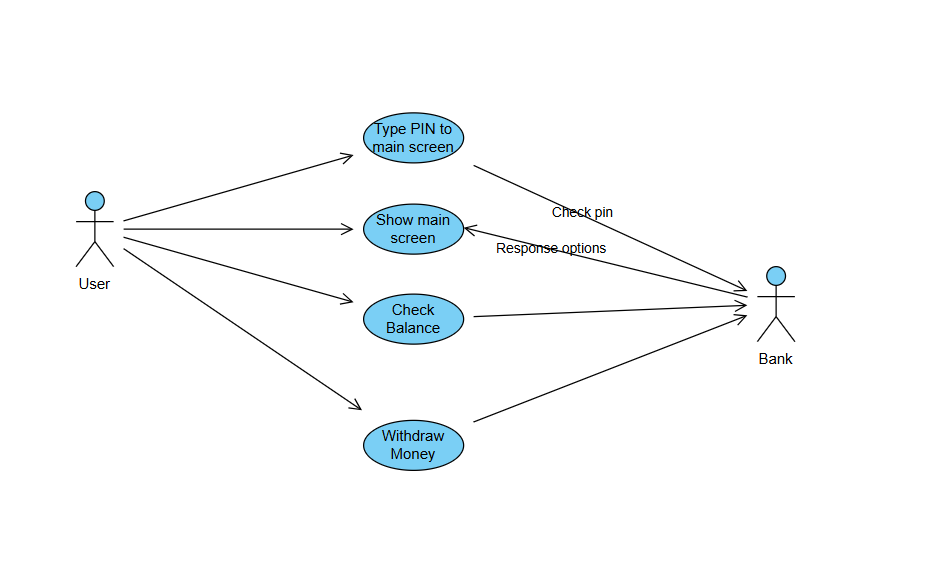 Type PIN to
main screen
Check pin
Show main
screen
Response options
User
Check
Balance
Bank
Withdraw
Money